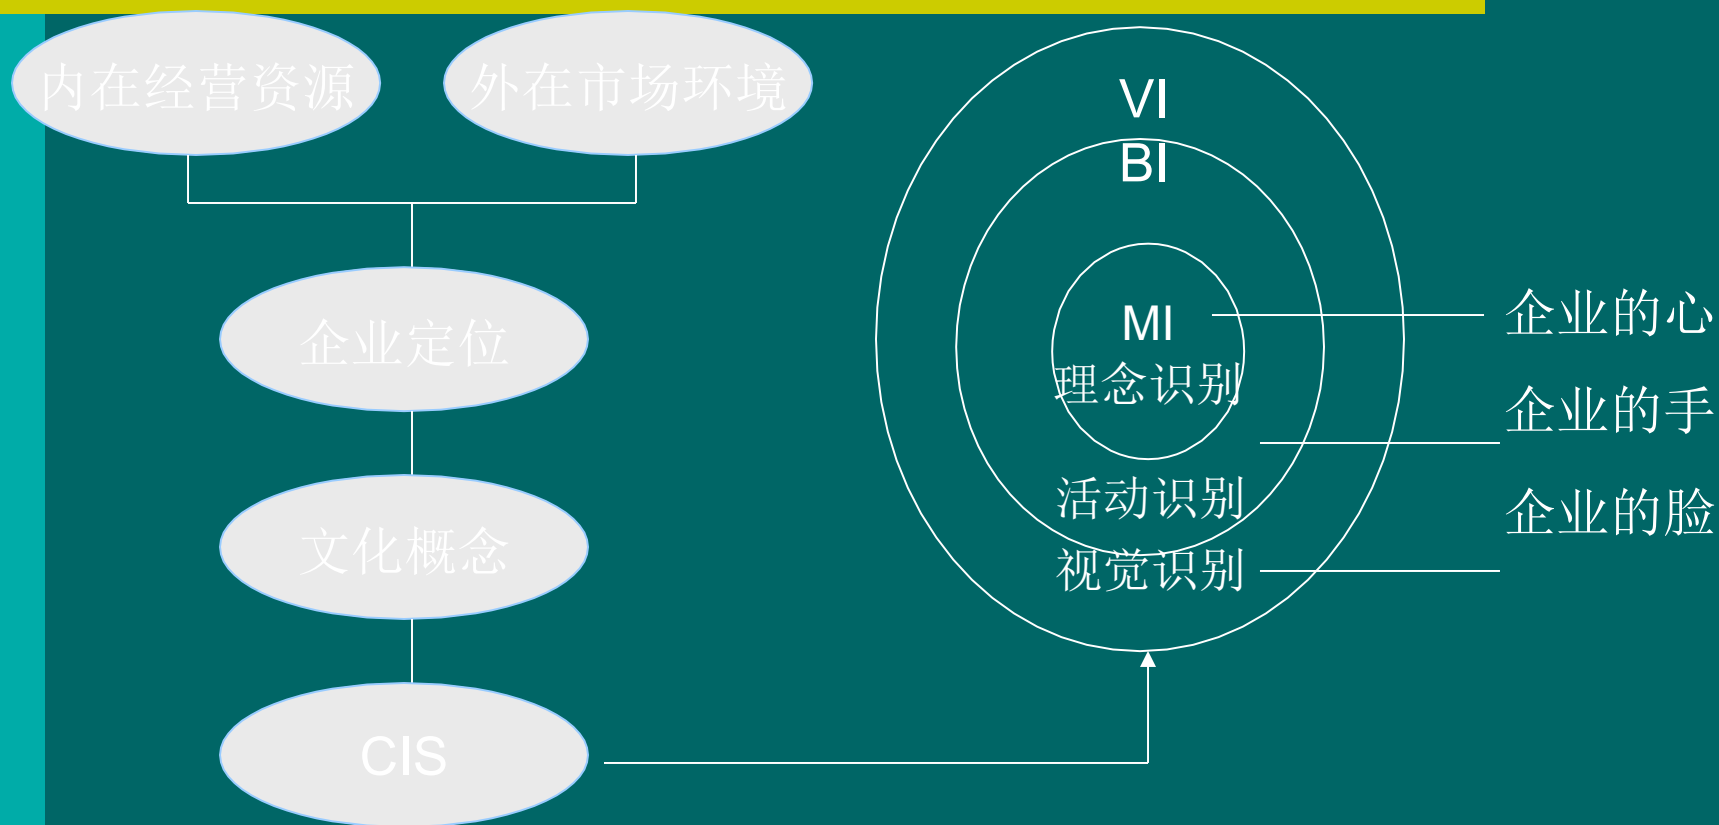 内在经营资源
外在市场环境
企业定位
文化概念
CIS
VI
BI
MI
理念识别
活动识别
视觉识别
企业的心
企业的手
企业的脸